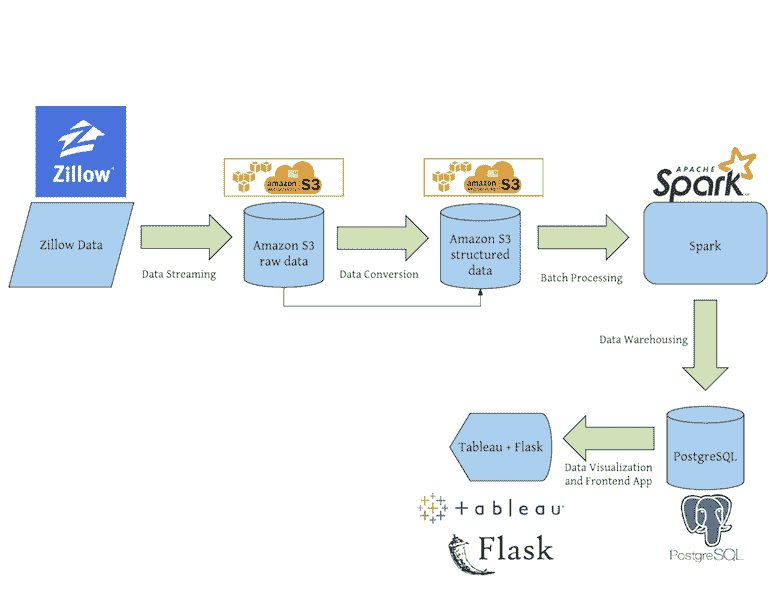 Zillow
amazon
S3
amazon
S3
APACHE
Spark
Zillow Data
Data Streaming
Amazon S3
raw data
Data Conversion
Amazon S3
structured
data
Batch Processing
Spark
Data Warehousing
PostgreSQL
Data Visualization
and Frontend App
Tableau + Flask
tableau
Flask
PostgreSQL